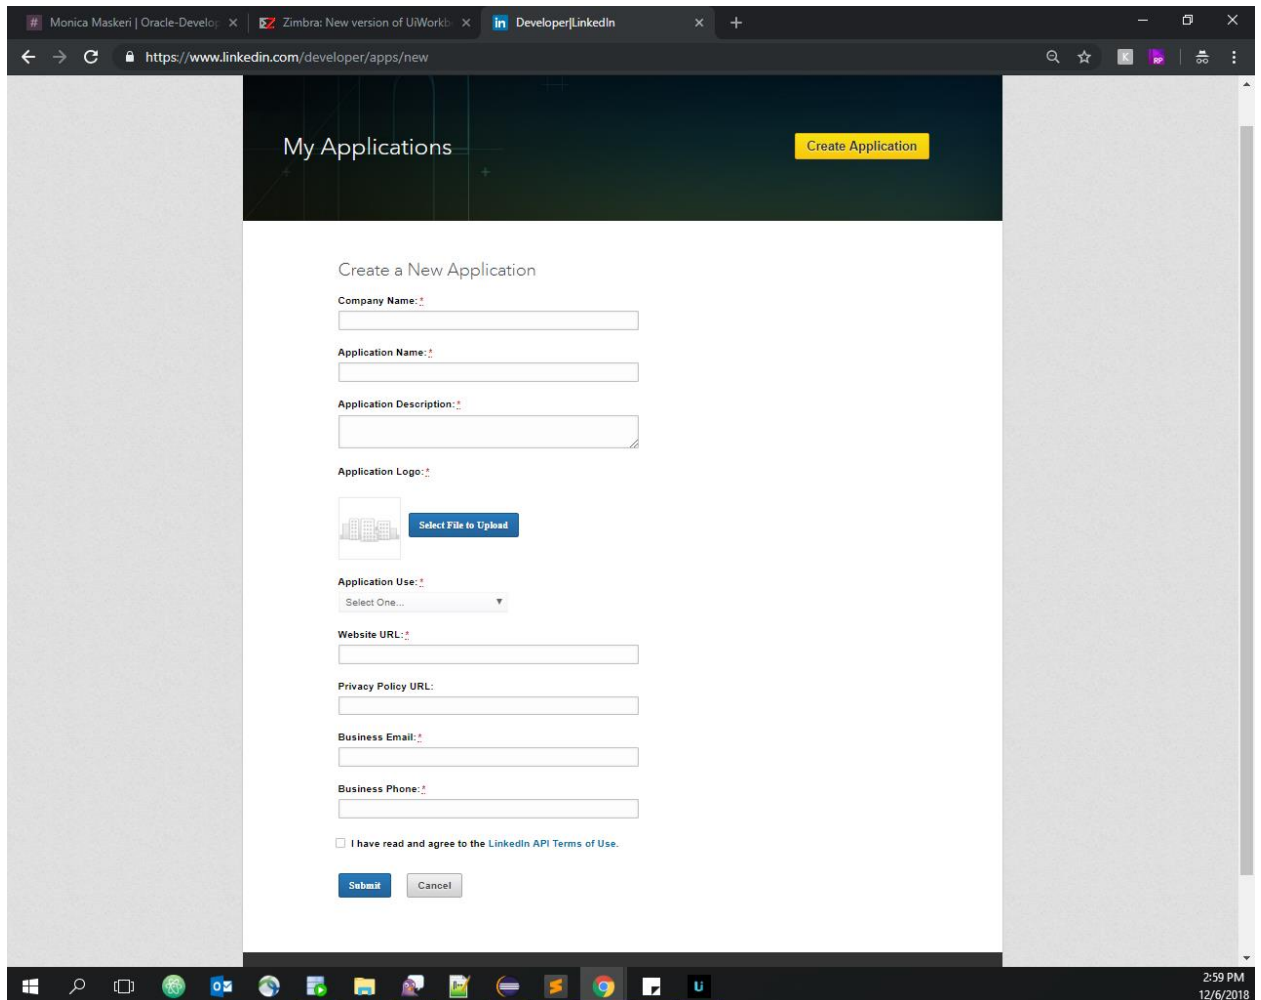 # Monica Maskeri | Oracle-Develop
Zimbra: New version of UiWorkb
in Developer|LinkedIn
https://www.linkedin.com/developer/apps/new
K
RP
My Applications
Create Application
Create a New Application
Company Name:*
Application Name:*
Application Description:*
Application Logo:*
Select File to Upload
Application Use:*
Select One...
Website URL:*
Privacy Policy URL:
Business Email:*
Business Phone:*
I have read and agree to the LinkedIn API Terms of Use.
Submit
Cancel
2:59 PM
12/6/2018